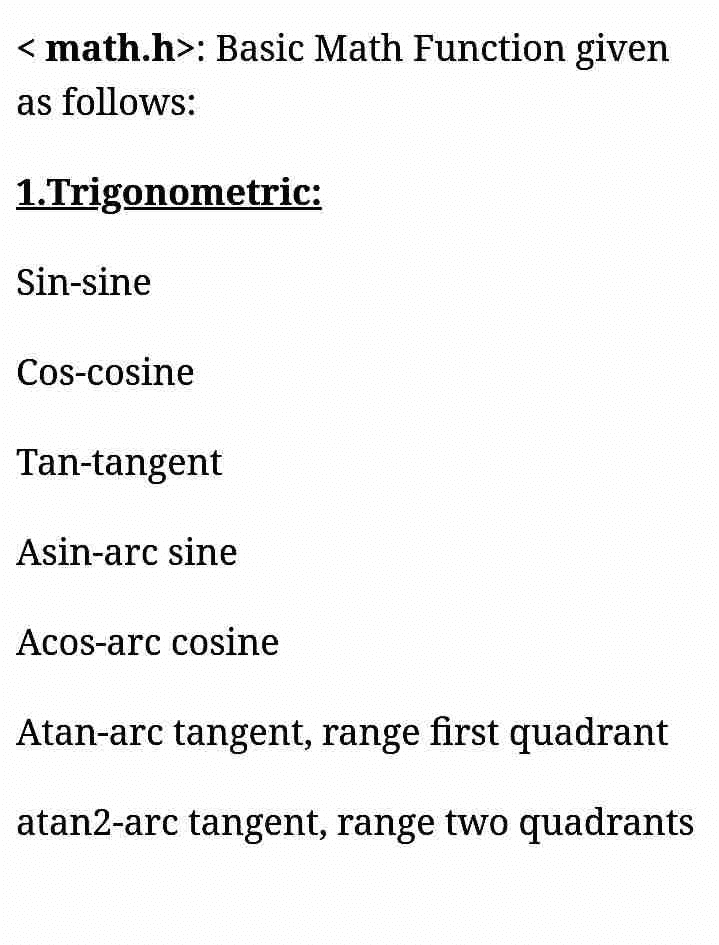 < math.h>: Basic Math Function given
as follows:
1.Trigonometric:
Sin-sine
Cos-cosine
Tan-tangent
Asin-arc sine
Acos-arc cosine
Atan-arc tangent, range first quadrant
atan2-arc tangent, range two quadrants